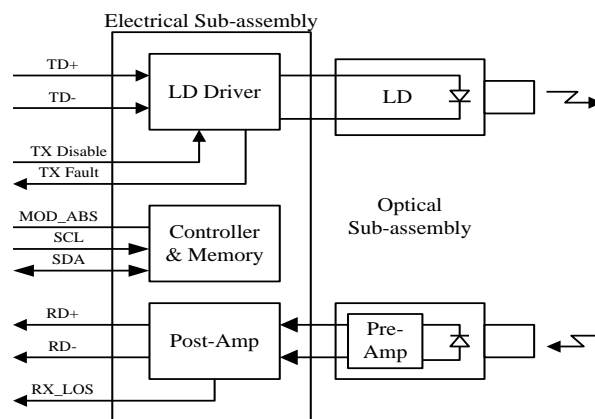 Electrical Sub-assembly
TD+
TD-
LD Driver
LD
TX Disable
TX Fault
MOD_ABS
SCL
SDA
Controller
& Memory
Optical
Sub-assembly
RD+
RD-
Post-Amp
Pre-
Amp
RX_LOS